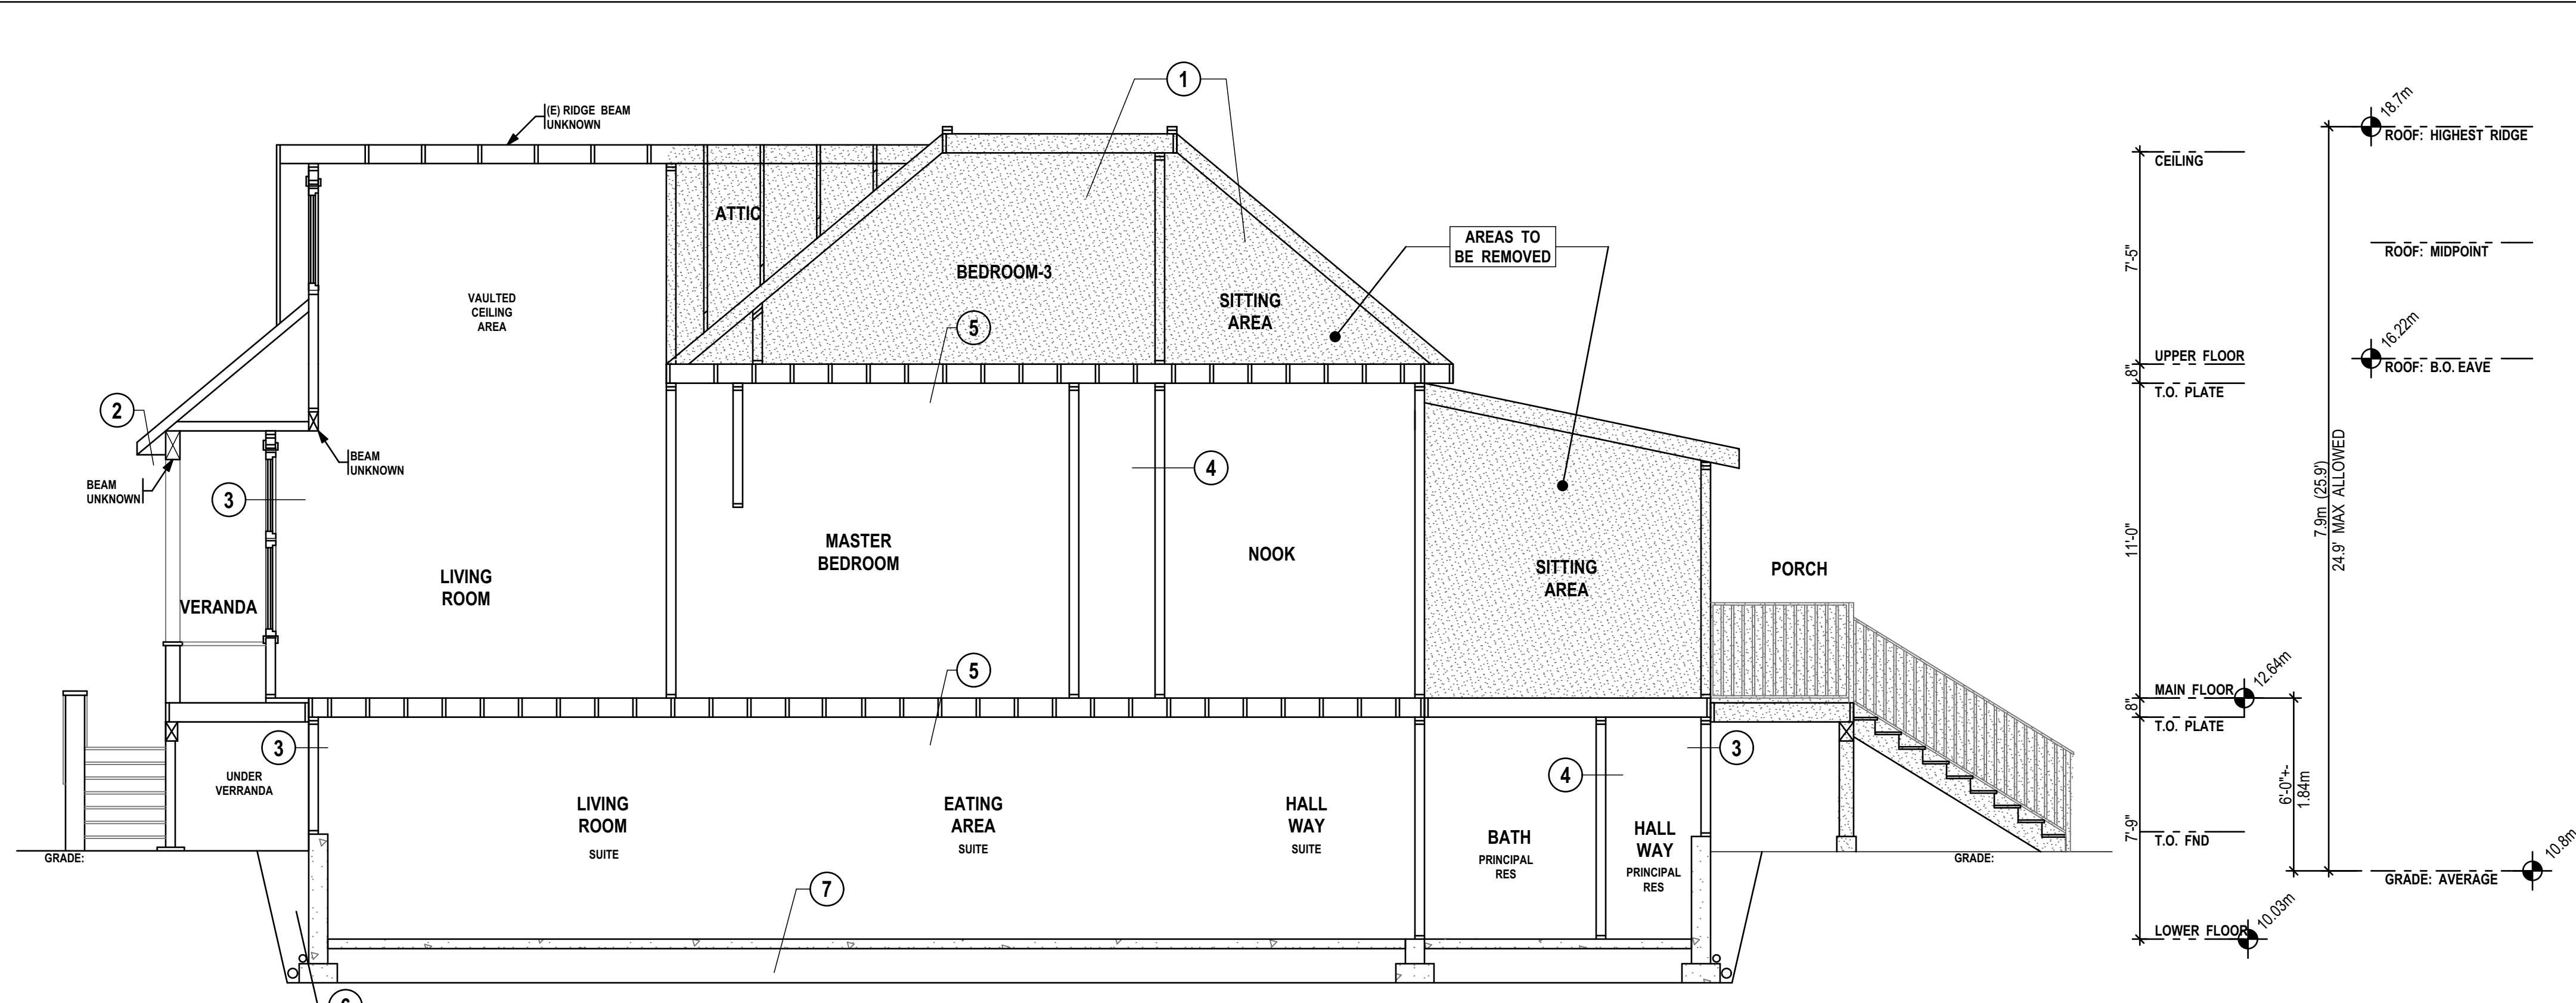 1
(E) RIDGE BEAM
UNKNOWN
ATTIC
BEDROOM-3
SITTING
AREA
AREAS TO
BE REMOVED
VAULTED
CEILING
AREA
5
2
BEAM
UNKNOWN
BEAM
UNKNOWN
3
4
MASTER
BEDROOM
NOOK
SITTING
AREA
PORCH
LIVING
ROOM
VERANDA
5
3
UNDER
VERRANDA
LIVING
ROOM
SUITE
EATING
AREA
SUITE
HALL
WAY
SUITE
4
3
BATH
PRINCIPAL
RES
HALL
WAY
PRINCIPAL
RES
GRADE:
GRADE:
7
6
18.7m
ROOF: HIGHEST RIDGE
CEILING
7'-5"
ROOF: MIDPOINT
16.22m
UPPER FLOOR
ROOF: B.O. EAVE
8"
T.O. PLATE
11'-0"
7.9m (25.9')
24.9' MAX ALLOWED
12.64m
MAIN FLOOR
8"
T.O. PLATE
6'-0"+-
1.84m
7'-9"
T.O. FND
10.8m
GRADE: AVERAGE
10.03m
LOWER FLOOR